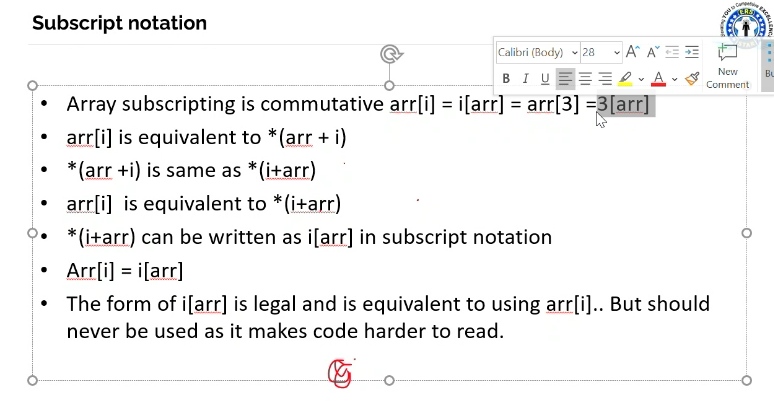 Subscript notation
Calibri (Body)
28
A A
New
Comment
B I U
A
• Array subscripting is commutative arr[i] = i[arr] = arr[3] =3[arr]
• arr[i] is equivalent to *(arr + i)
• *(arr +i) is same as *(i+arr)
• arr[i] is equivalent to *(i+arr)
• *(i+arr) can be written as i[arr] in subscript notation
• Arr[i] = i[arr]
• The form of i[arr] is legal and is equivalent to using arr[i].. But should
never be used as it makes code harder to read.